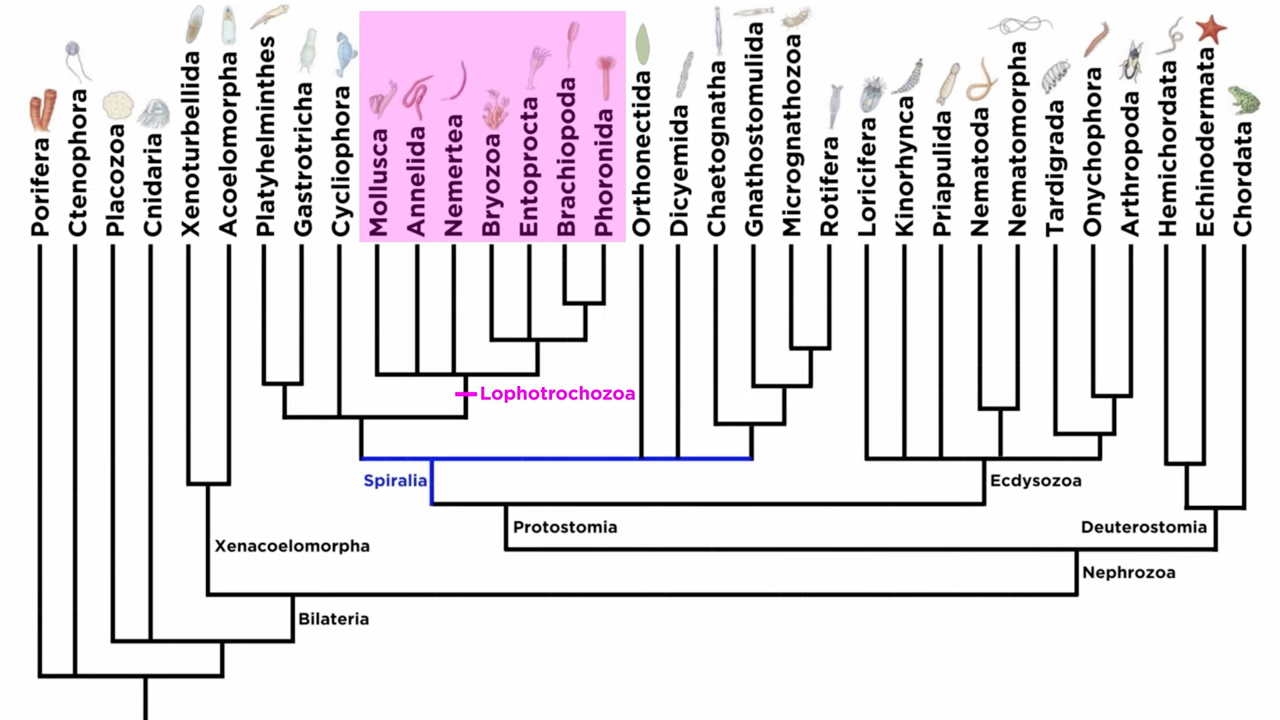 Porifera
Ctenophora
Placozoa
Cnidaria
Xenoturbellida
Acoelomorpha
Platyhelminthes
Gastrotricha
Cycliophora
Mollusca
Annelida
Nemertea
Bryozoa
Entoprocta
Brachiopoda
Phoronida
Orthonectida
Dicyemida
Chaetognatha
Gnathostomulida
Micrognathozoa
Rotifera
Loricifera
Kinorhynca
Priapulida
Nematoda
Nematomorpha
Tardigrada
Onychophora
Arthropoda
Hemichordata
Echinodermata
Chordata
Lophotrochozoa
Spiralia
Ecdysozoa
Protostomia
Deuterostomia
Xenacoelomorpha
Nephrozoa
Bilateria